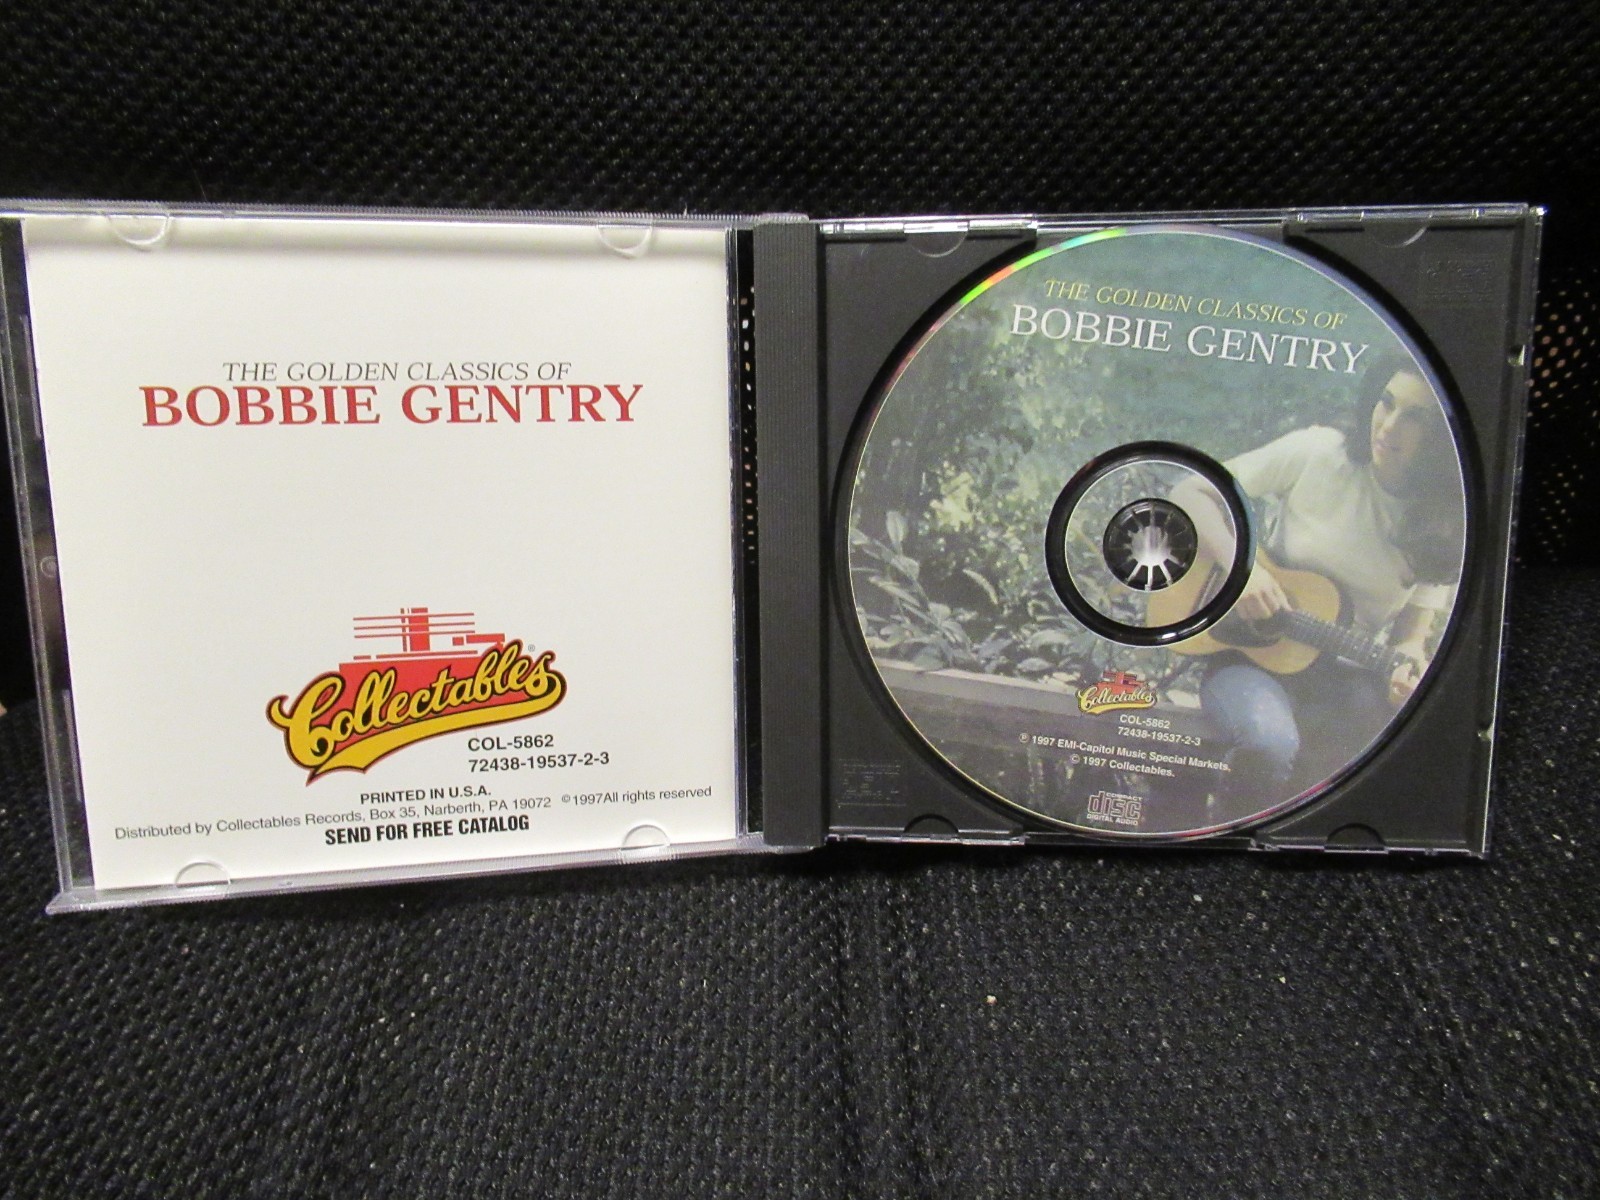 THE GOLDEN CLASSICS OF
BOBBIE GENTRY
Collectables®
COL-5862
72438-19537-2-3
PRINTED IN U.S.A.
Distributed by Collectables Records, Box 35, Narberth, PA 19072 ©1997All rights reserved
SEND FOR FREE CATALOG
THE GOLDEN CLASSICS OF
BOBBIE GENTRY
Collectables
COL-5862
72438-19537-2-3
℗ 1997 EMI-Capitol Music Special Markets.
© 1997 Collectables.
COMPACT
disc
DIGITAL AUDIO